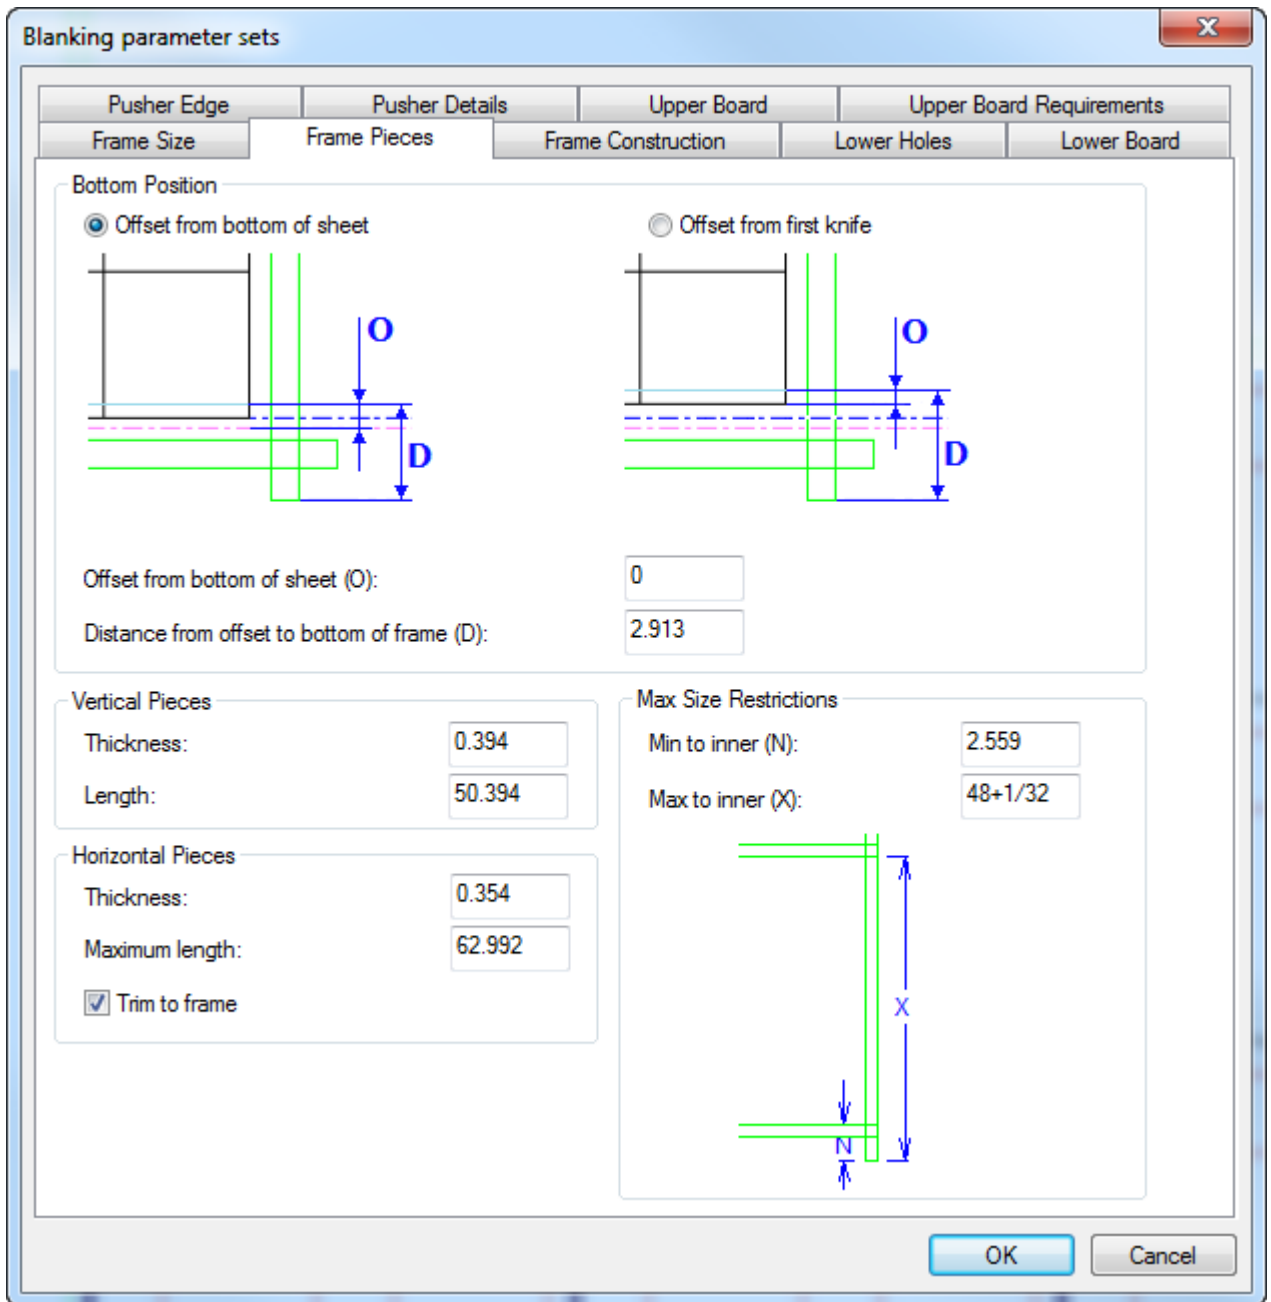 Blanking parameter sets
X
Pusher Edge Pusher Details Upper Board Upper Board Requirements
Frame Size Frame Pieces Frame Construction Lower Holes Lower Board
Bottom Position
Offset from bottom of sheet Offset from first knife
O O
D D
Offset from bottom of sheet (O): 0
Distance from offset to bottom of frame (D): 2.913
Vertical Pieces
Thickness: 0.394
Length: 50.394
Horizontal Pieces
Thickness: 0.354
Maximum length: 62.992
Trim to frame
Max Size Restrictions
Min to inner (N): 2.559
Max to inner (X): 48+1/32
X
N
OK Cancel